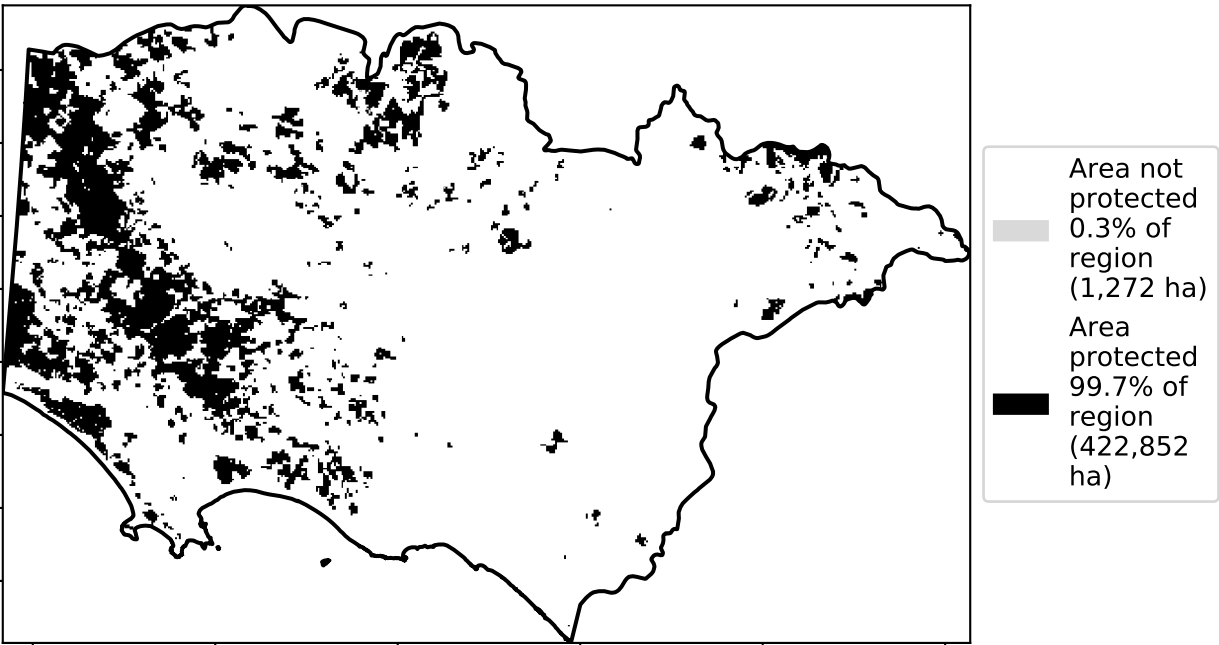 Area not
protected
0.3% of
region
(1,272 ha)
Area
protected
99.7% of
region
(422,852
ha)